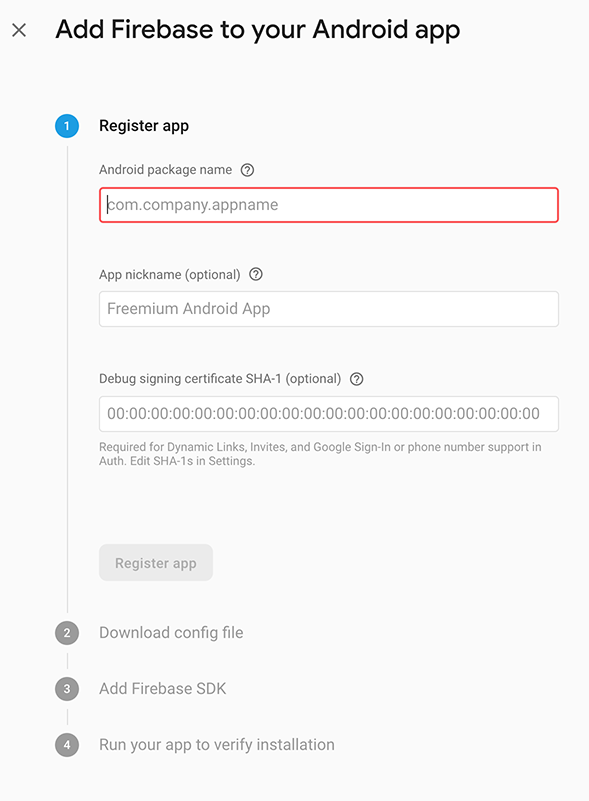 Add Firebase to your Android app
1 Register app
Android package name ?
com.company.appname
App nickname (optional) ?
Freemium Android App
Debug signing certificate SHA-1 (optional) ?
00:00:00:00:00:00:00:00:00:00:00:00:00:00:00:00:00:00:00:00
Required for Dynamic Links, Invites, and Google Sign-In or phone number support in
Auth. Edit SHA-1s in Settings.
Register app
2 Download config file
3 Add Firebase SDK
4 Run your app to verify installation